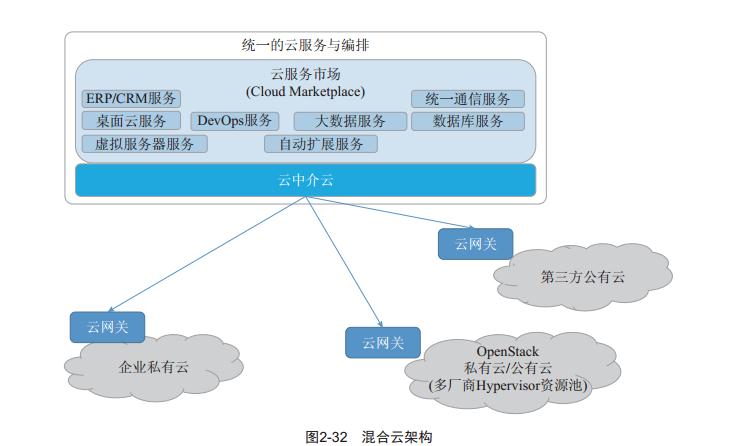 统一的云服务与编排
云服务市场
(Cloud Marketplace)
ERP/CRM服务
统一通信服务
桌面云服务
DevOps服务
大数据服务
数据库服务
虚拟服务器服务
自动扩展服务
云中介云
云网关
第三方公有云
云网关
企业私有云
云网关
OpenStack
私有云/公有云
(多厂商Hypervisor资源池)
图2-32 混合云架构